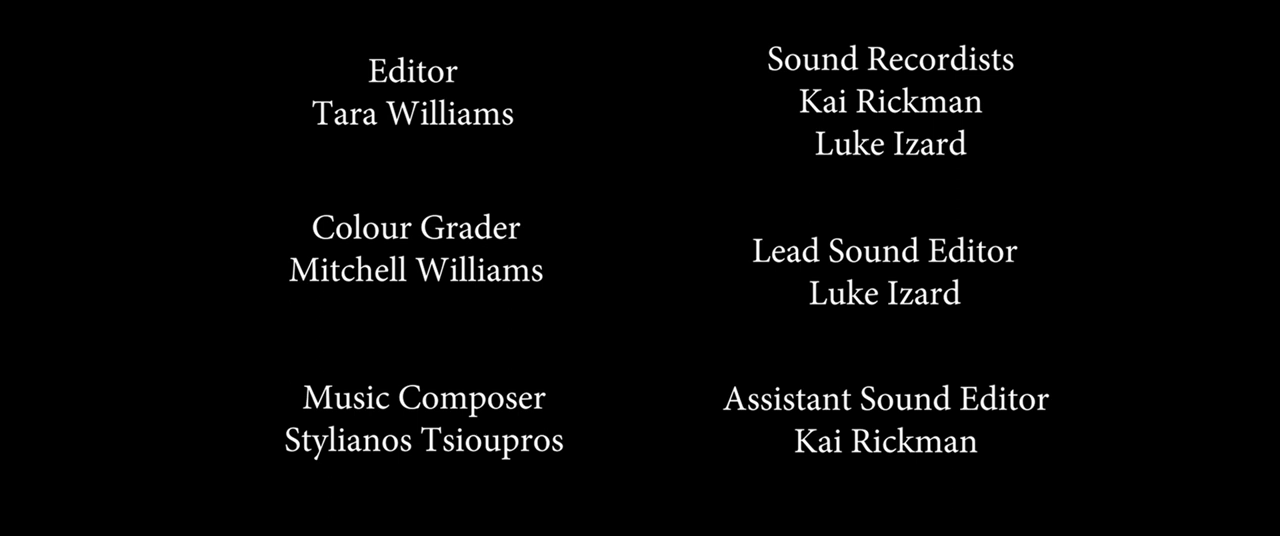 Editor
Tara Williams
Colour Grader
Mitchell Williams
Music Composer
Stylianos Tsioupros
Sound Recordists
Kai Rickman
Luke Izard
Lead Sound Editor
Luke Izard
Assistant Sound Editor
Kai Rickman